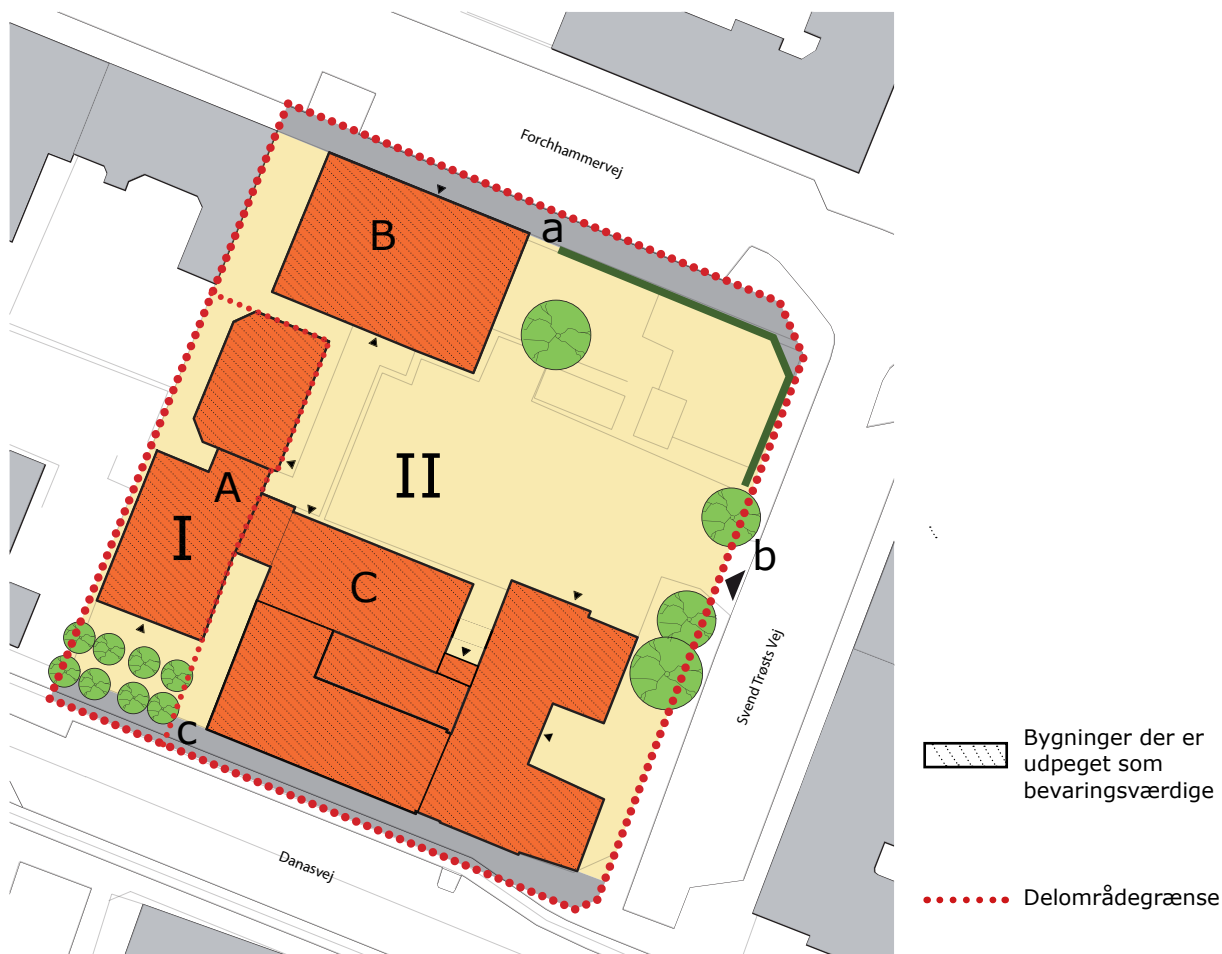 Forchhammervej
B
a
II
A
I
C
b
Svend Trøsts Vej
c
Danasvej
Bygninger der er
udpeget som
bevaringsværdige
Delområdegrænse